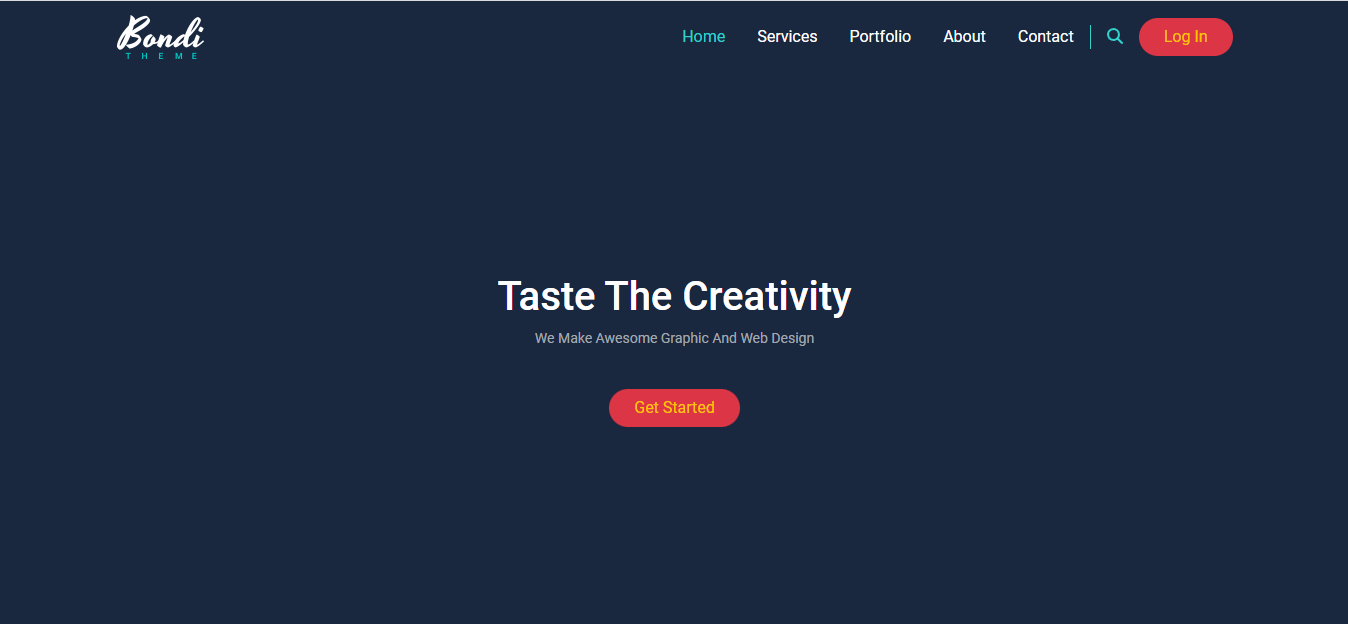 Bondi
THEME
Home Services Portfolio About Contact Log In
Taste The Creativity
We Make Awesome Graphic And Web Design
Get Started